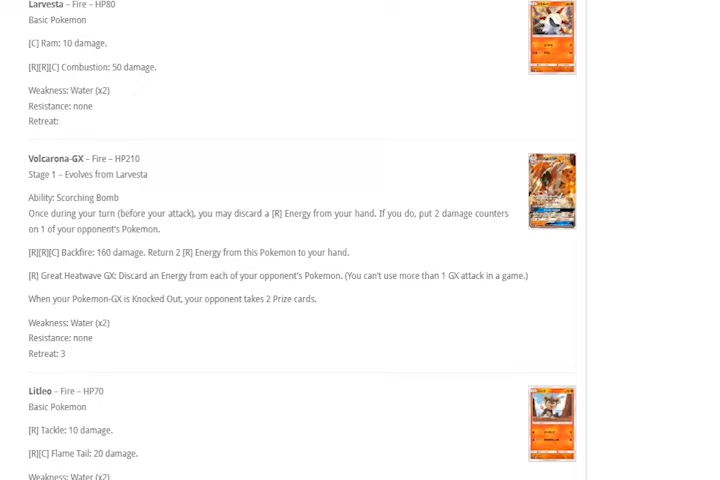 Larvesta – Fire – HP80
Basic Pokemon
[C] Ram: 10 damage.
[R][R][C] Combustion: 50 damage.
Weakness: Water (x2)
Resistance: none
Retreat:
Volcarona-GX – Fire – HP210
Stage 1 – Evolves from Larvesta
Ability: Scorching Bomb
Once during your turn (before your attack), you may discard a [R] Energy from your hand. If you do, put 2 damage counters
on 1 of your opponent's Pokemon.
[R][R][C] Backfire: 160 damage. Return 2 [R] Energy from this Pokemon to your hand.
[R] Great Heatwave GX: Discard an Energy from each of your opponent's Pokemon. (You can't use more than 1 GX attack in a game.)
When your Pokemon-GX is Knocked Out, your opponent takes 2 Prize cards.
Weakness: Water (x2)
Resistance: none
Retreat: 3
Litleo – Fire – HP70
Basic Pokemon
[R] Tackle: 10 damage.
[R][C] Flame Tail: 20 damage.
Weakness: Water (x2)